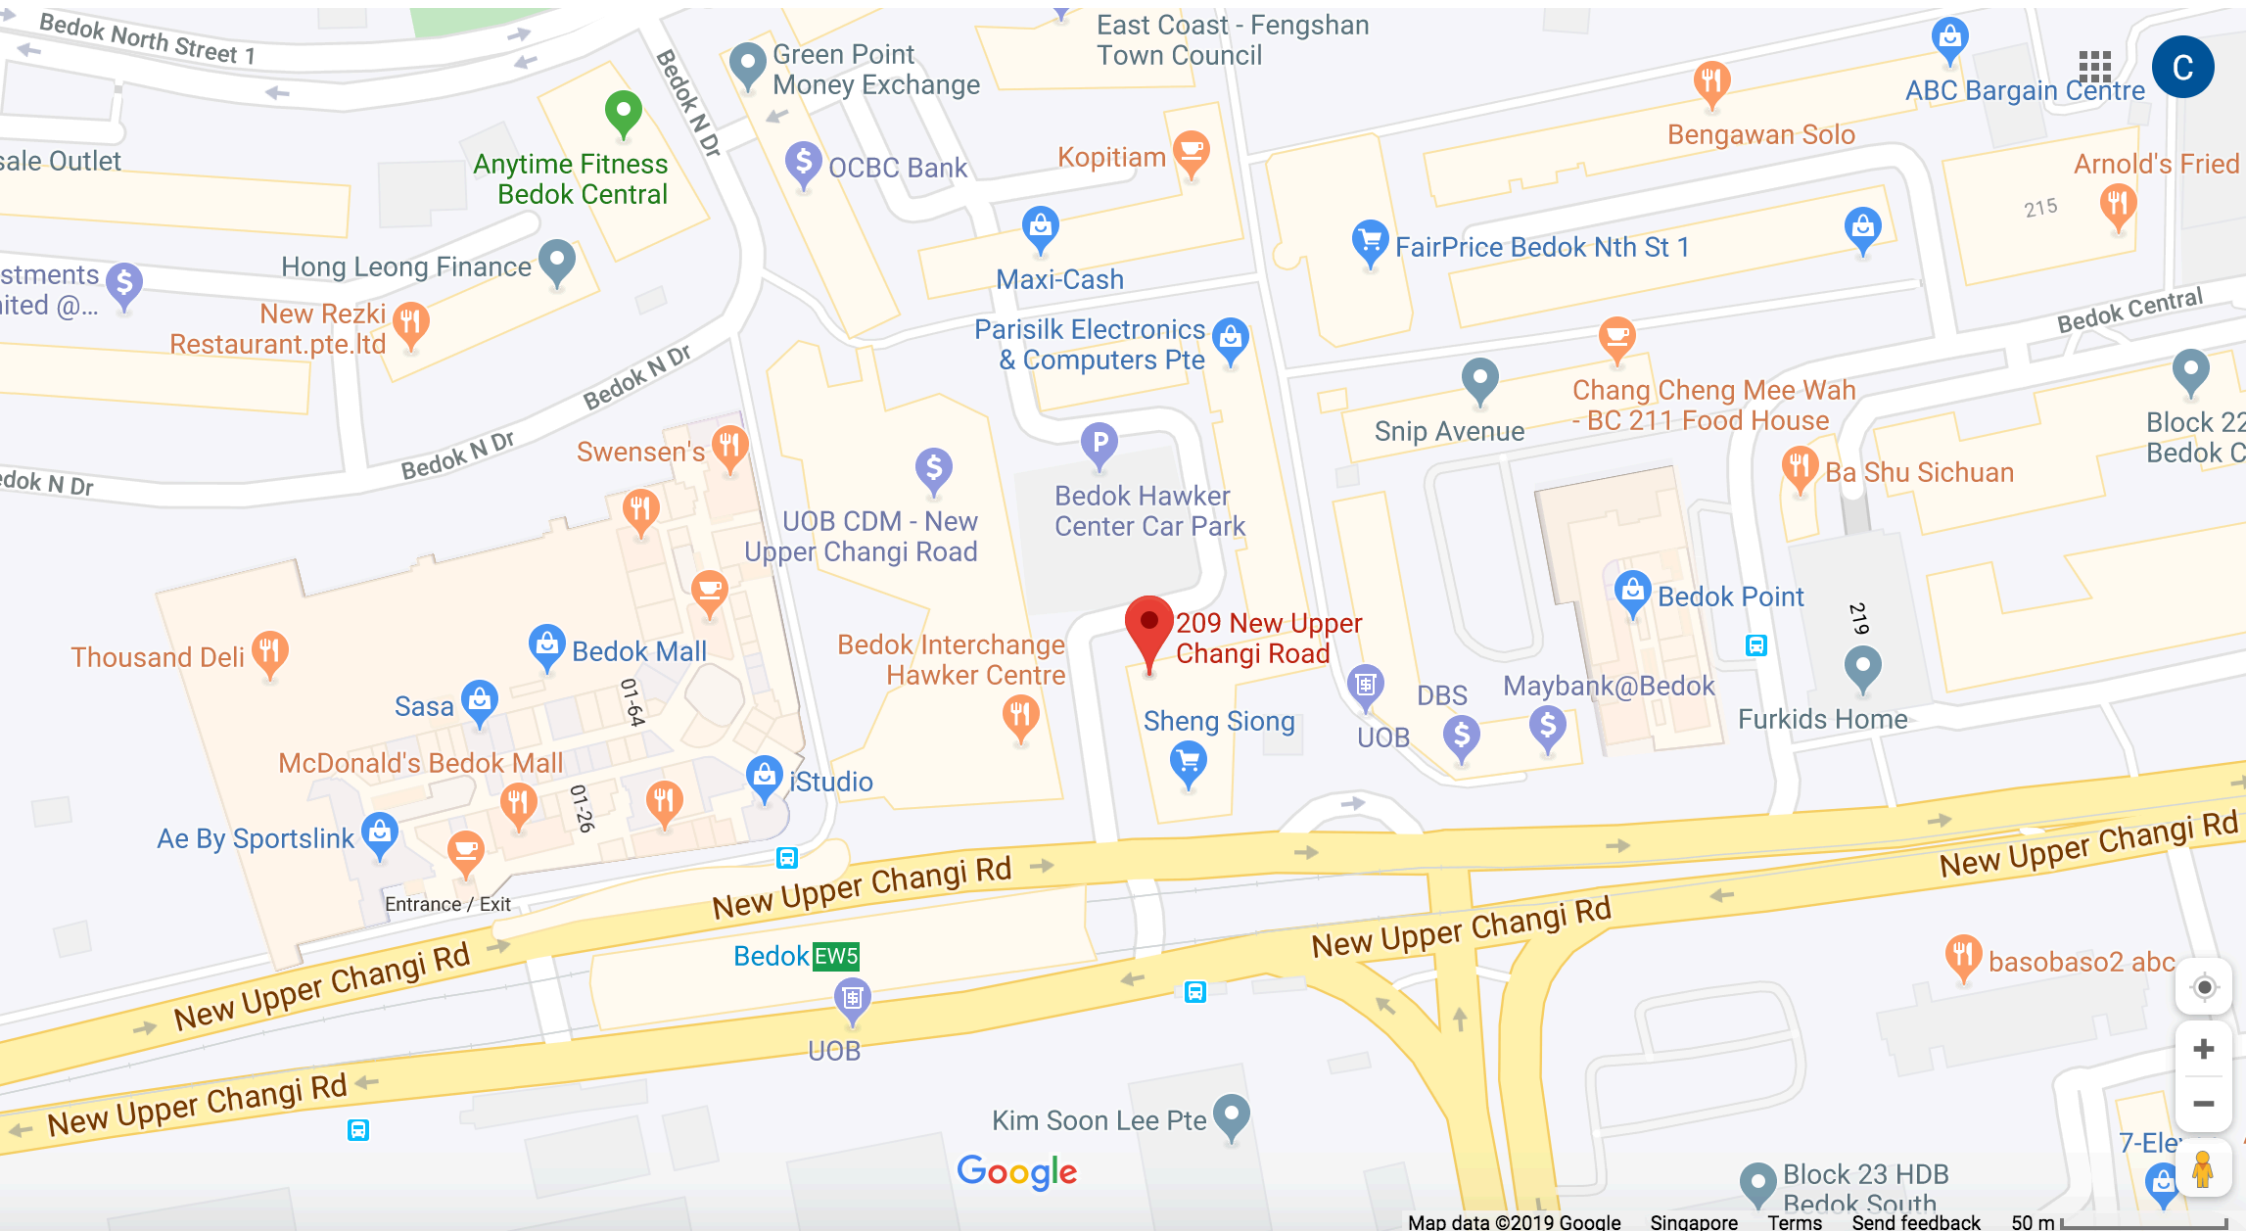 Bedok North Street 1
East Coast - Fengshan
Town Council
Green Point
Money Exchange
ABC Bargain Centre
C
Bedok N Dr
Bengawan Solo
sale Outlet
Anytime Fitness
Bedok Central
OCBC Bank
Kopitiam
Arnold's Fried
215
Hong Leong Finance
FairPrice Bedok Nth St 1
Maxi-Cash
New Rezki
Restaurant.pte.ltd
Bedok Central
Parisilk Electronics
& Computers Pte
Bedok N Dr
Chang Cheng Mee Wah
- BC 211 Food House
Snip Avenue
Block 22
Bedok C
Swensen's
Bedok N Dr
edok N Dr
Ba Shu Sichuan
P
Bedok Hawker
Center Car Park
UOB CDM - New
Upper Changi Road
Bedok Point
219
209 New Upper
Changi Road
Bedok Interchange
Hawker Centre
Thousand Deli
Bedok Mall
Sasa
01-64
DBS
Maybank@Bedok
UOB
Sheng Siong
Furkids Home
McDonald's Bedok Mall
iStudio
01-26
Ae By Sportslink
Entrance / Exit
New Upper Changi Rd
New Upper Changi Rd
New Upper Changi Rd
Bedok EW5
New Upper Changi Rd
basobaso2 abc
UOB
New Upper Changi Rd
Kim Soon Lee Pte
7-Ele
Google
Block 23 HDB
Bedok South
Map data ©2019 Google Singapore Terms Send feedback 50 m